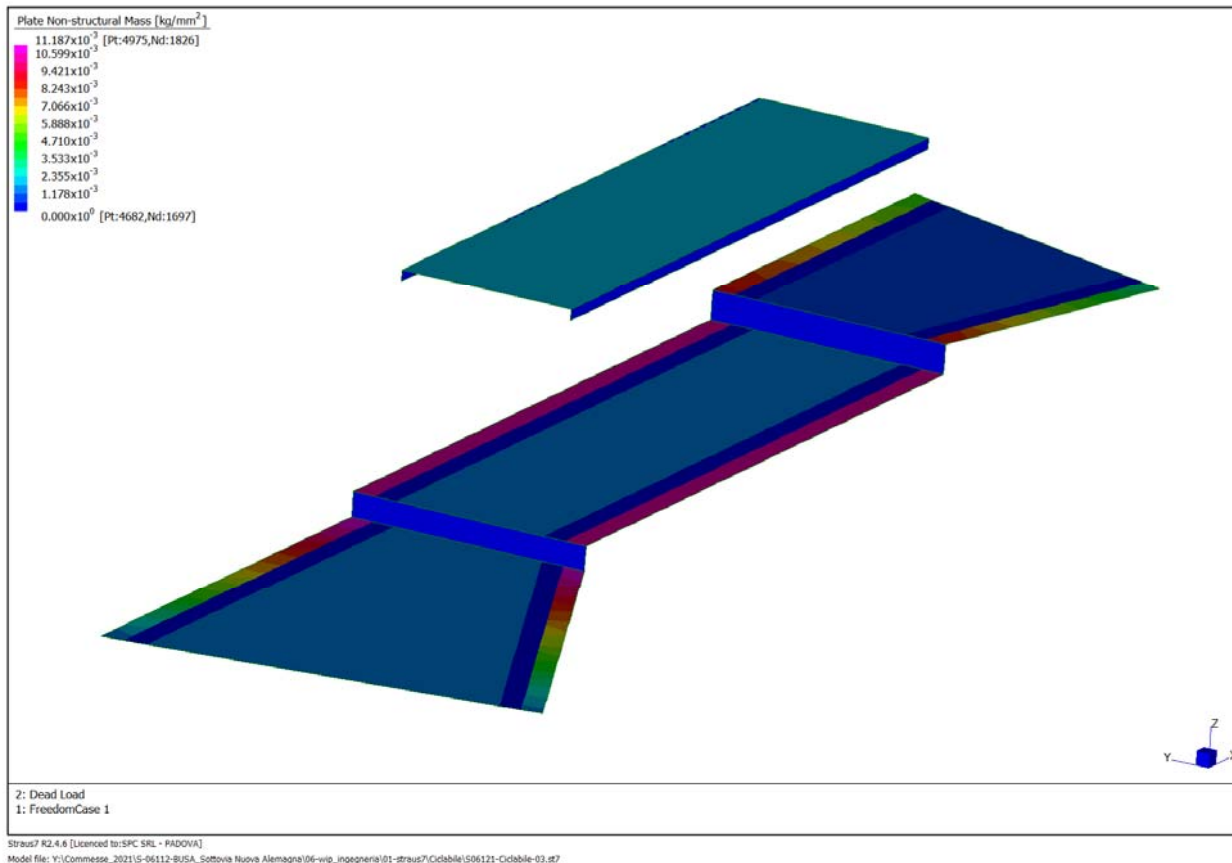 Plate Non-structural Mass [kg/mm²]
11.187x10⁻³ [Pt:4975,Nd:1826]
10.599x10⁻³
9.421x10⁻³
8.243x10⁻³
7.066x10⁻³
5.888x10⁻³
4.710x10⁻³
3.533x10⁻³
2.355x10⁻³
1.178x10⁻³
0.000x10⁰ [Pt:4682,Nd:1697]
Z
Y
2: Dead Load
1: FreedomCase 1
Straus7 R2.4.6 [Licenced to:SPC SRL - PADOVA]
Model file: Y:\Commesse_2021\S-06112-BUSA_Sottovia Nuova Alemagna\06-wip_ingegneria\01-straus7\Ciclabile\S06121-Ciclabile-03.st7